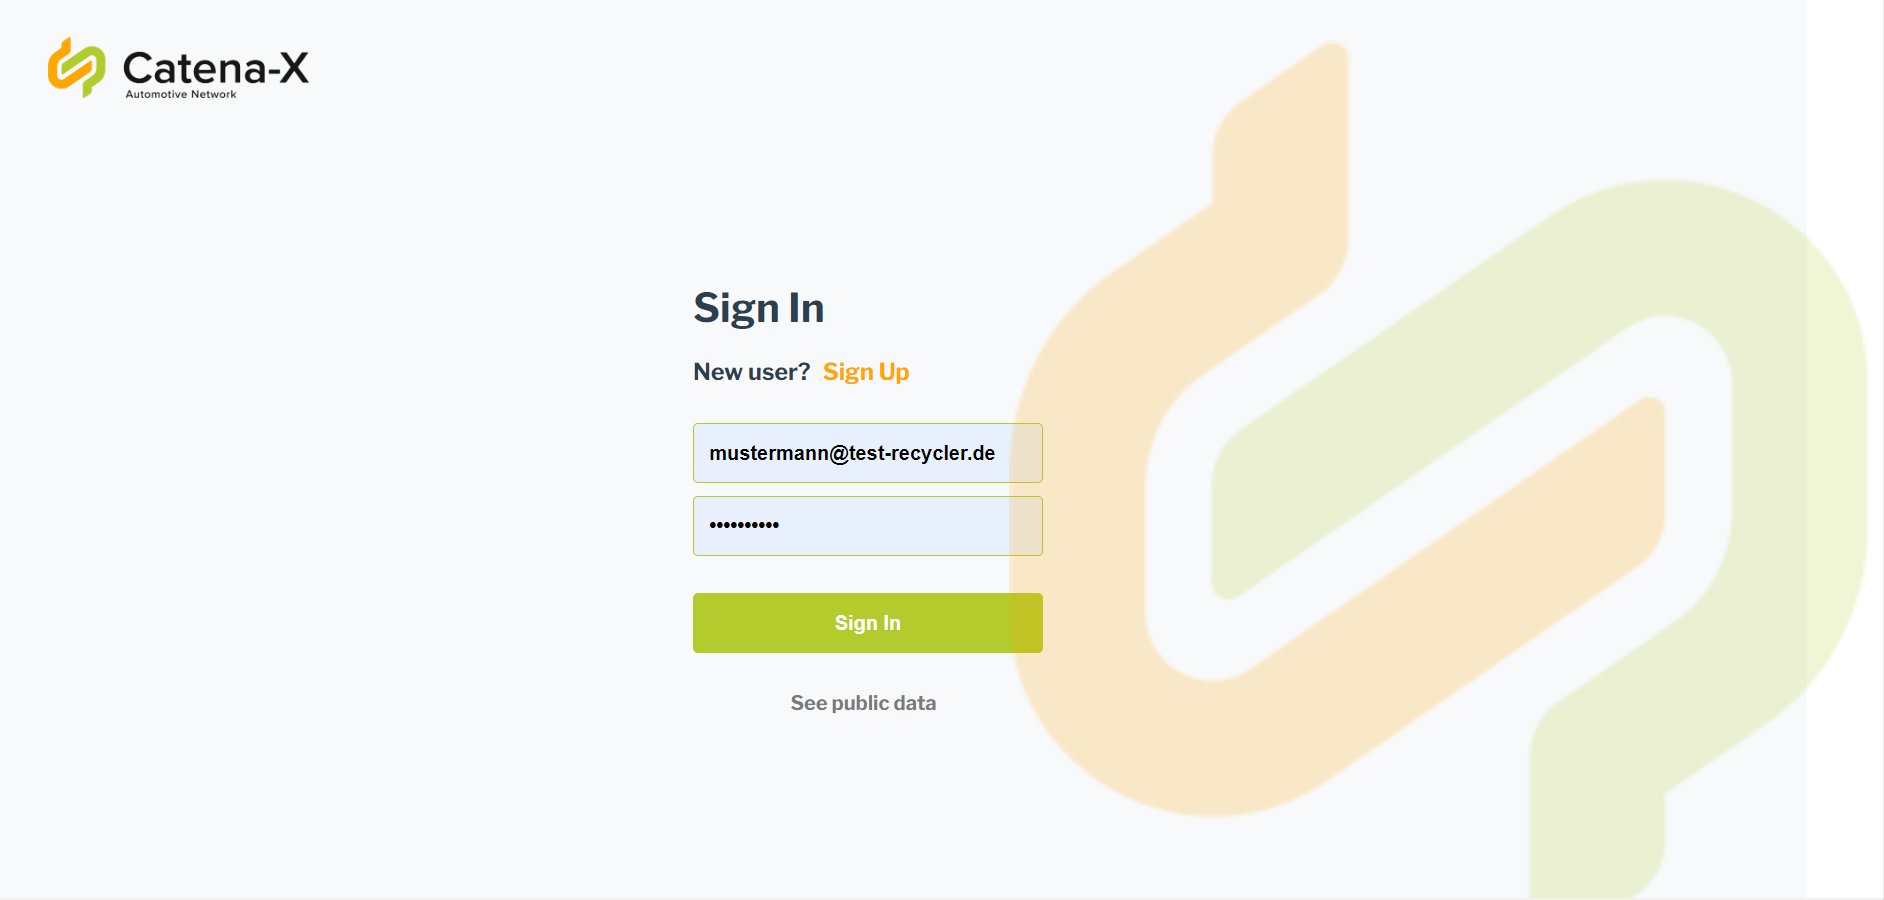 Catena-X
Automotive Network
Sign In
New user? Sign Up
mustermann@test-recycler.de
••••••••••
Sign In
See public data